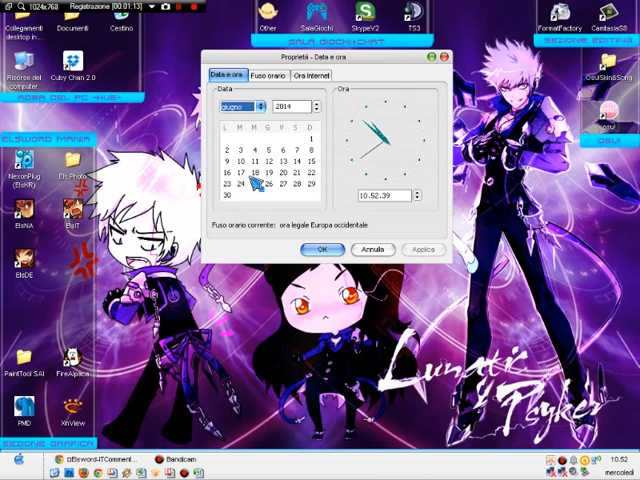 1024x768 Registrazione [00:01:13]
Collegamenti desktop in...
Documenti
Cestino
Risorse del computer
Cuby Chan 2.0
ROBA DEL PC -HUB-
Other
SalaGiochi
SkypeV2
TS3
SALA GIOCHI+CHAT
FormatFactory
CamtasiaS8
SEZIONE EDITING
OsuISkin&Song
osu!
OSU!
ELSWORD MANIA
NexonPlug (ElsKR)
Els Photo
ElsNA
ElsIT
ElsDE
PaintTool SAI
FireAlpaca
PMD
XnView
SEZIONE GRAFICA
Proprietà - Data e ora
Data e ora
Fuso orario
Ora Internet
Data
giugno
2014
L M M G V S D
1
2 3 4 5 6 7 8
9 10 11 12 13 14 15
16 17 18 19 20 21 22
23 24 26 27 28 29
30
Ora
10.52.39
Fuso orario corrente: ora legale Europa occidentale
OK
Annulla
Applica
Lunatic
Psyker
Elsword-ITComment...
Bandicam
10.52
mercoledì